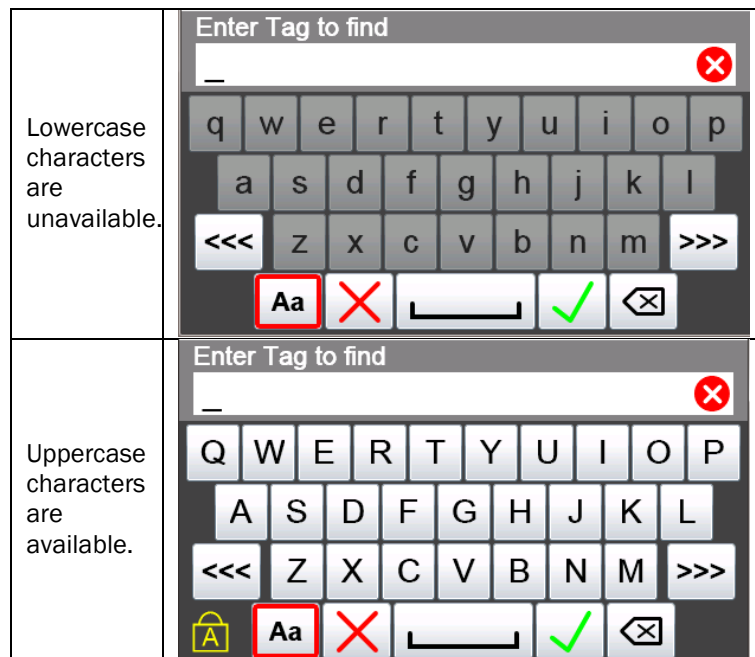 Lowercase
characters
are
unavailable.
Enter Tag to find
_
q w e r t y u i o p
a s d f g h j k l
<<< z x c v b n m >>>
Aa
Uppercase
characters
are
available.
Enter Tag to find
_
Q W E R T Y U I O P
A S D F G H J K L
<<< Z X C V B N M >>>
A Aa